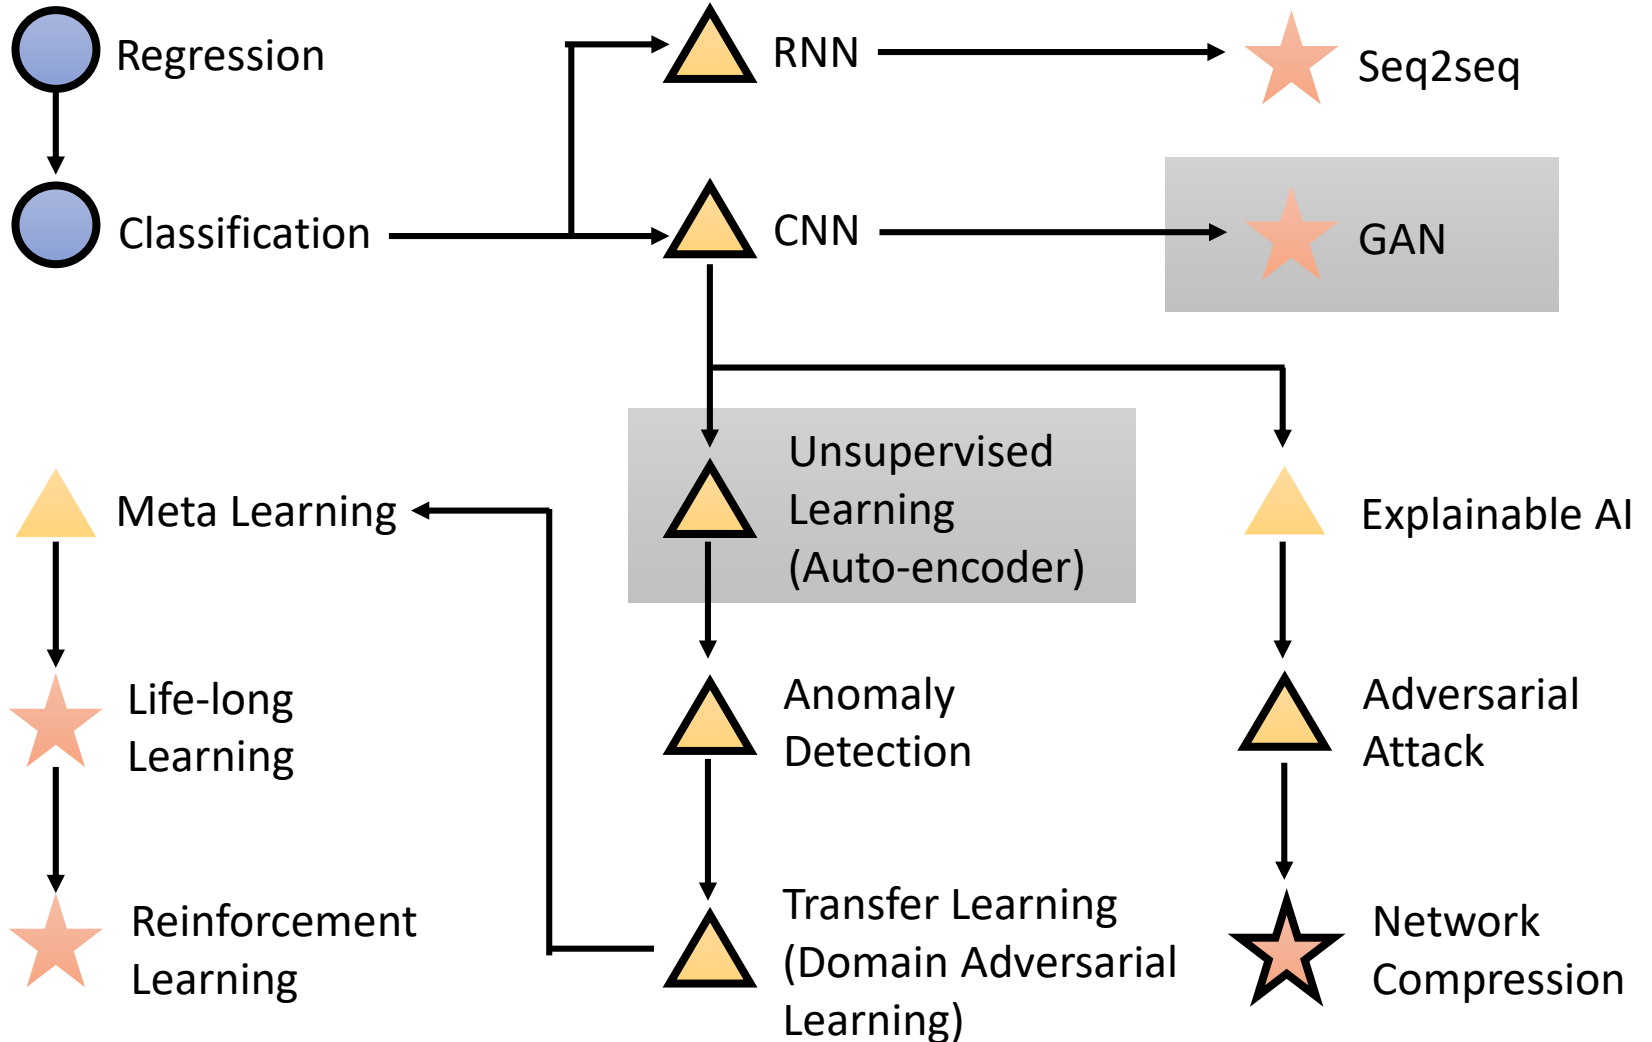 Regression
RNN
Seq2seq
Classification
CNN
GAN
Unsupervised
Learning
(Auto-encoder)
Meta Learning
Explainable AI
Life-long
Learning
Anomaly
Detection
Adversarial
Attack
Reinforcement
Learning
Transfer Learning
(Domain Adversarial
Learning)
Network
Compression